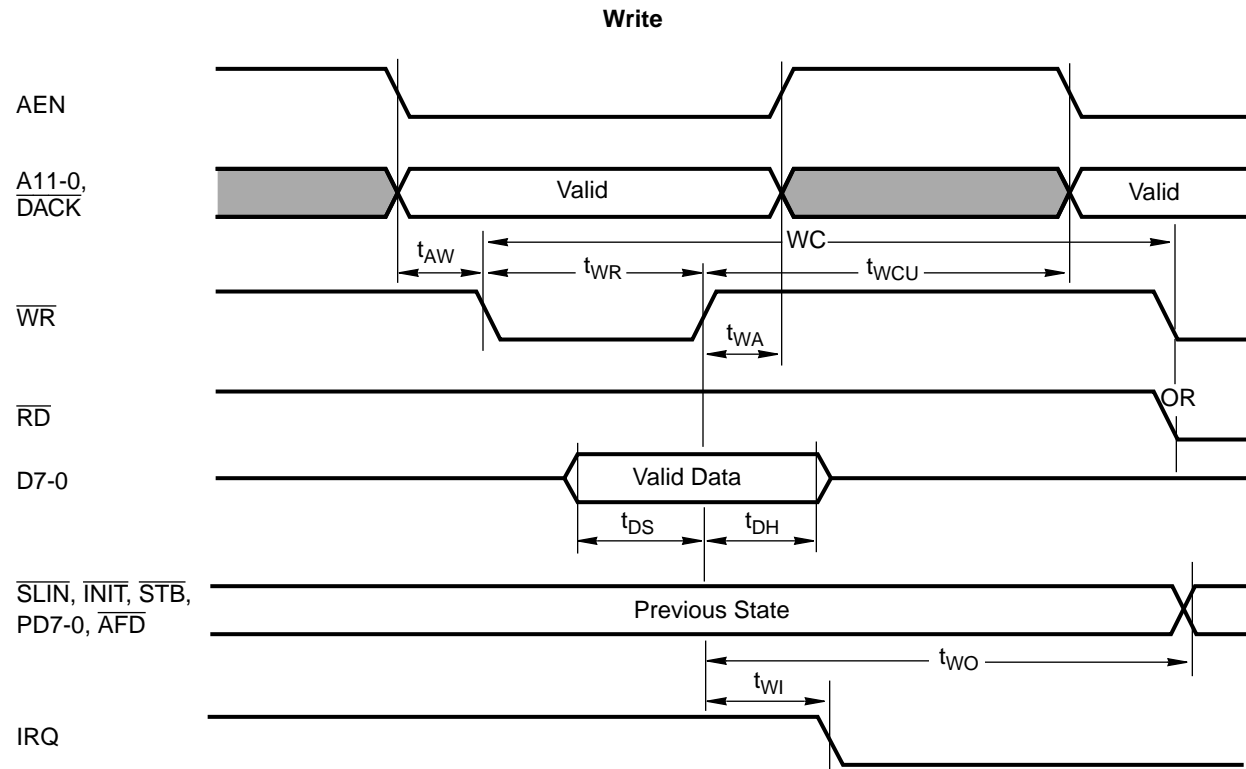 Write
AEN
A11-0,
DACK
Valid
Valid
WC
tAW
tWR
tWCU
WR
tWA
RD
OR
D7-0
Valid Data
tDS
tDH
SLIN, INIT, STB,
PD7-0, AFD
Previous State
tWO
tWI
IRQ